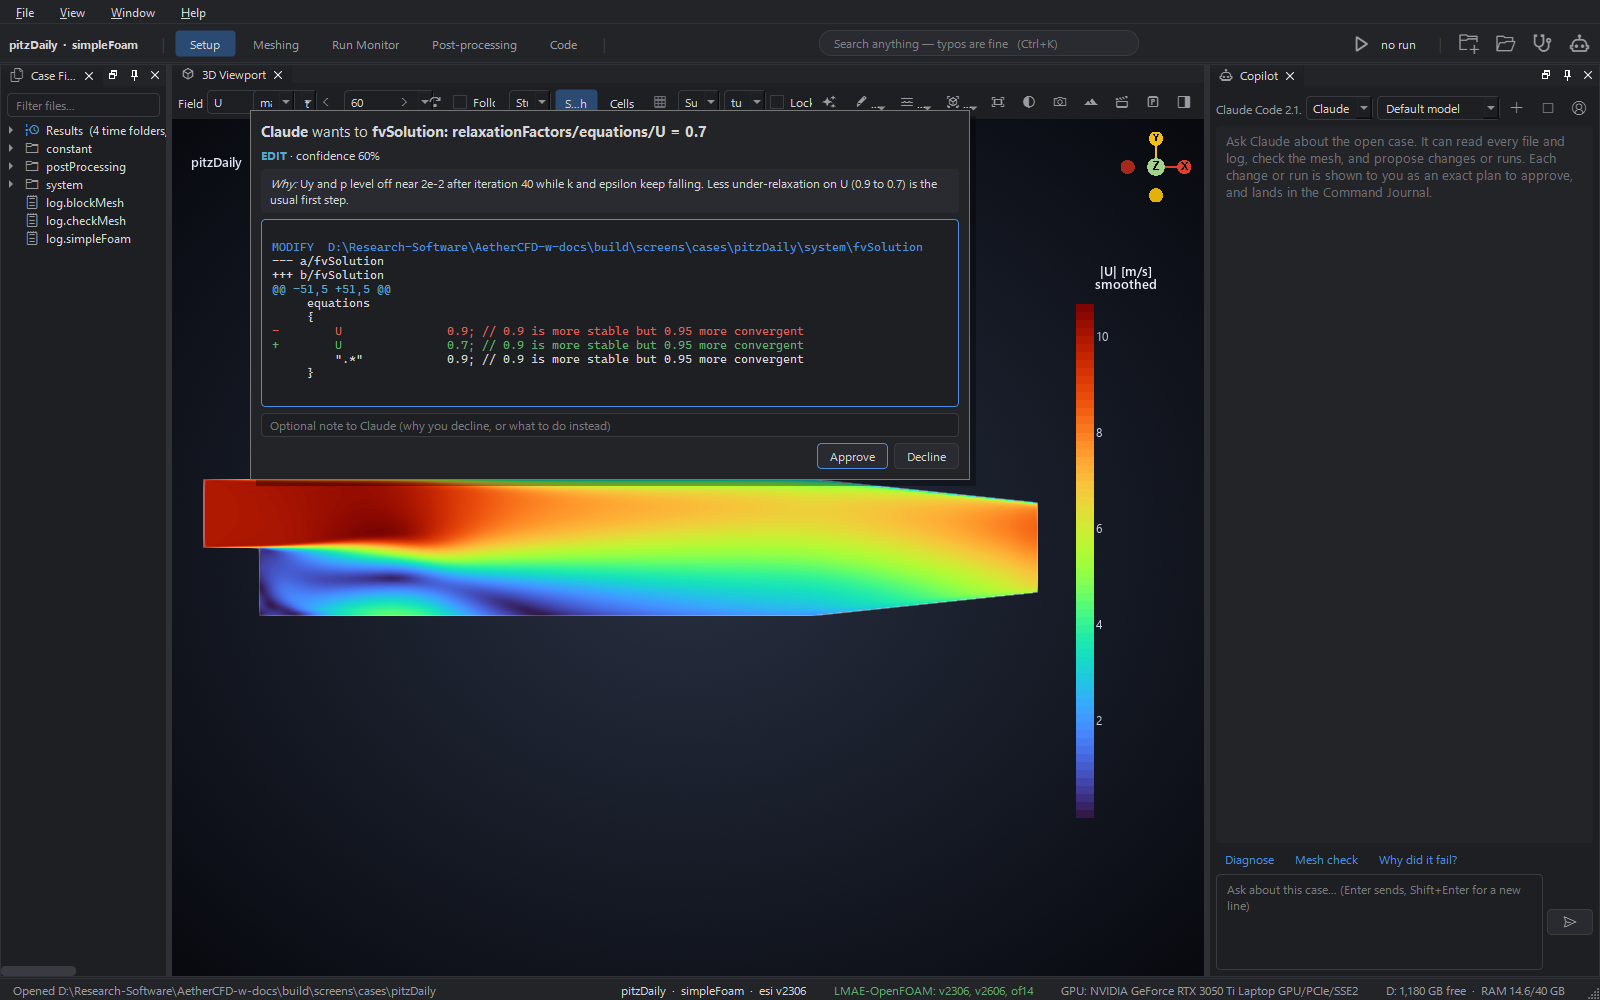 File View Window Help
pitzDaily · simpleFoam
Setup Meshing Run Monitor Post-processing Code
Search anything — typos are fine (Ctrl+K)
no run
Case Fi...
Filter files...
Results (4 time folders,
constant
postProcessing
system
log.blockMesh
log.checkMesh
log.simpleFoam
3D Viewport
Field U 60 Cells Su tu
S...h
Claude wants to fvSolution: relaxationFactors/equations/U = 0.7
EDIT · confidence 60%
Why: Uy and p level off near 2e-2 after iteration 40 while k and epsilon keep falling. Less under-relaxation on U (0.9 to 0.7) is the
usual first step.
MODIFY D:\Research-Software\AetherCFD-w-docs\build\screens\cases\pitzDaily\system\fvSolution
--- a/fvSolution
+++ b/fvSolution
@@ -51,5 +51,5 @@
equations
{
- U 0.9; // 0.9 is more stable but 0.95 more convergent
+ U 0.7; // 0.9 is more stable but 0.95 more convergent
".*" 0.9; // 0.9 is more stable but 0.95 more convergent
}
Optional note to Claude (why you decline, or what to do instead)
Approve Decline
pitzDaily
Y
Z X
|U| [m/s]
smoothed
10
8
6
4
2
Copilot
Claude Code 2.1. Claude Default model
Ask Claude about the open case. It can read every file and
log, check the mesh, and propose changes or runs. Each
change or run is shown to you as an exact plan to approve,
and lands in the Command Journal.
Diagnose Mesh check Why did it fail?
Ask about this case... (Enter sends, Shift+Enter for a new
line)
Opened D:\Research-Software\AetherCFD-w-docs\build\screens\cases\pitzDaily
pitzDaily · simpleFoam · esi v2306
LMAE-OpenFOAM: v2306, v2606, of14
GPU: NVIDIA GeForce RTX 3050 Ti Laptop GPU/PCIe/SSE2
D: 1,180 GB free · RAM 14.6/40 GB